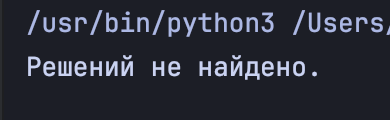 /usr/bin/python3 /Users/
Решений не найдено.